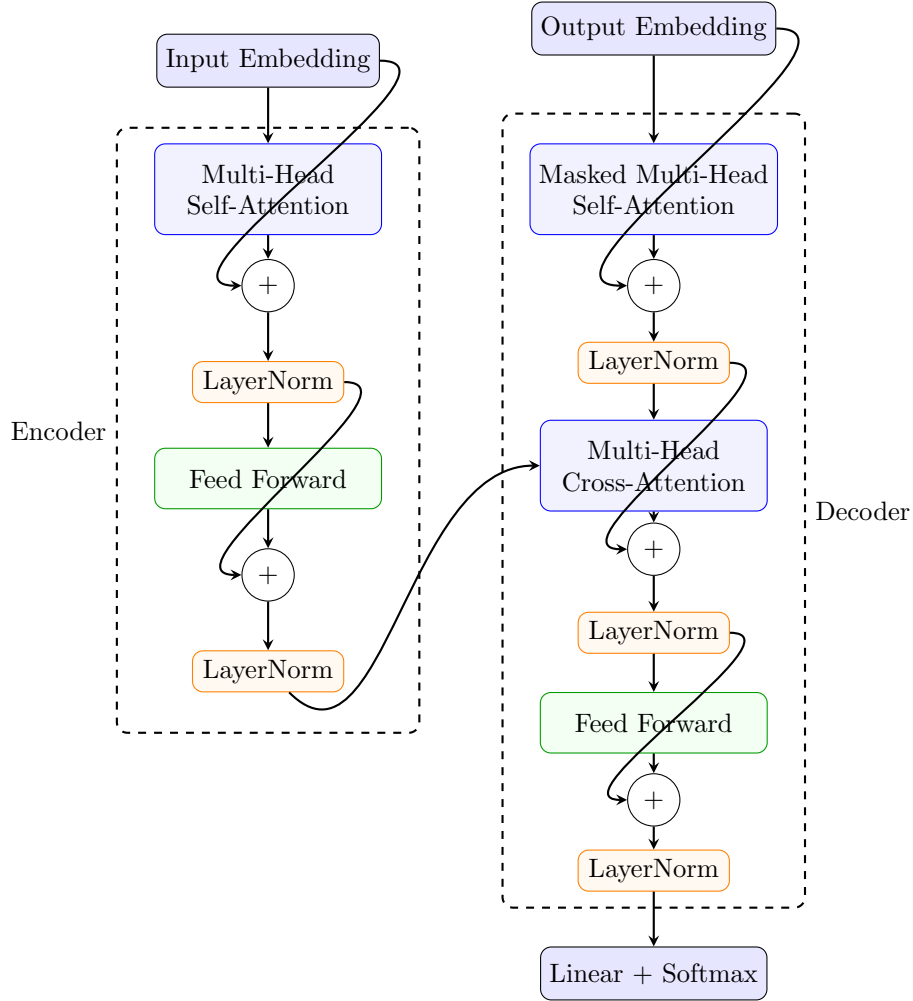 Input Embedding
Multi-Head
Self-Attention
+
LayerNorm
Encoder
Feed Forward
+
LayerNorm
Output Embedding
Masked Multi-Head
Self-Attention
+
LayerNorm
Multi-Head
Cross-Attention
Decoder
+
LayerNorm
Feed Forward
+
LayerNorm
Linear + Softmax